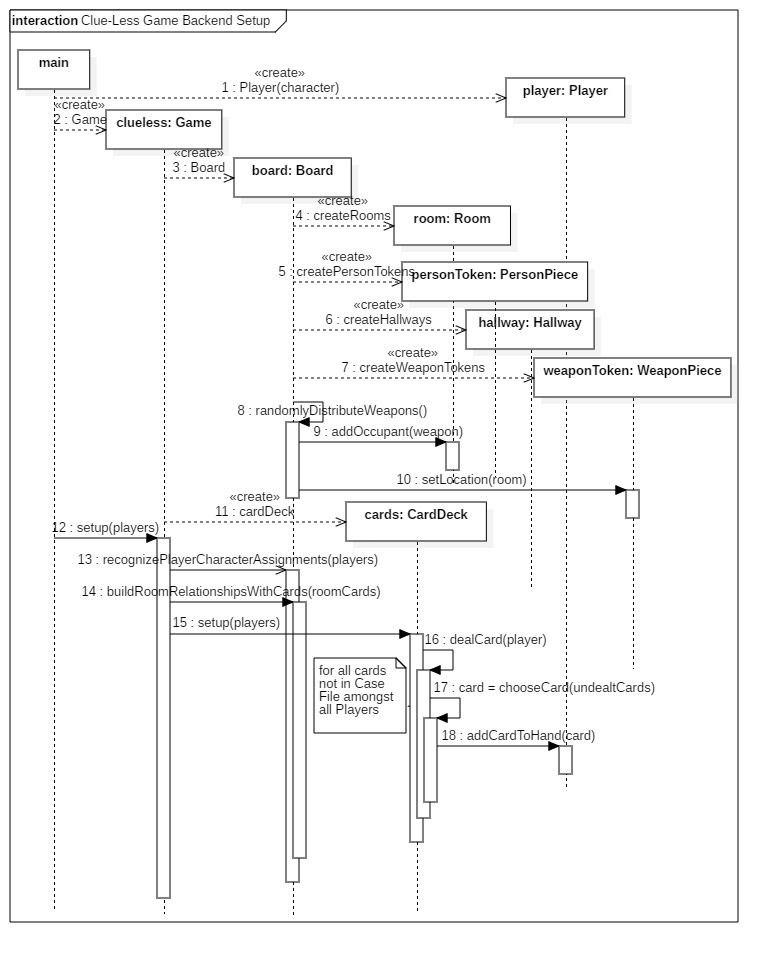 interaction Clue-Less Game Backend Setup
main
«create»
1 : Player(character)
player: Player
«create»
2 : Game
clueless: Game
«create»
3 : Board
board: Board
«create»
4 : createRooms
room: Room
«create»
5 : createPersonTokens
personToken: PersonPiece
«create»
6 : createHallways
hallway: Hallway
«create»
7 : createWeaponTokens
weaponToken: WeaponPiece
8 : randomlyDistributeWeapons()
9 : addOccupant(weapon)
10 : setLocation(room)
«create»
11 : cardDeck
cards: CardDeck
12 : setup(players)
13 : recognizePlayerCharacterAssignments(players)
14 : buildRoomRelationshipsWithCards(roomCards)
15 : setup(players)
16 : dealCard(player)
for all cards
not in Case
File amongst
all Players
17 : card = chooseCard(undealtCards)
18 : addCardToHand(card)